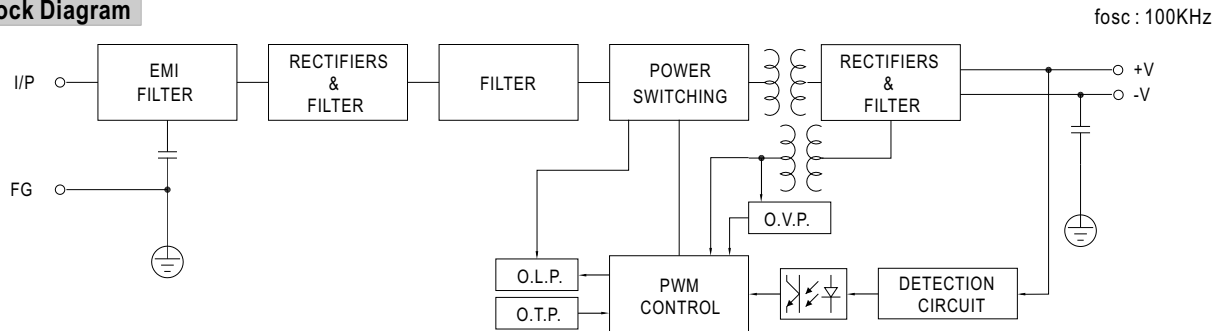 ock Diagram
fosc : 100KHz
I/P
EMI
FILTER
RECTIFIERS
&
FILTER
FILTER
POWER
SWITCHING
RECTIFIERS
&
FILTER
+V
-V
FG
O.V.P.
O.L.P.
O.T.P.
PWM
CONTROL
DETECTION
CIRCUIT